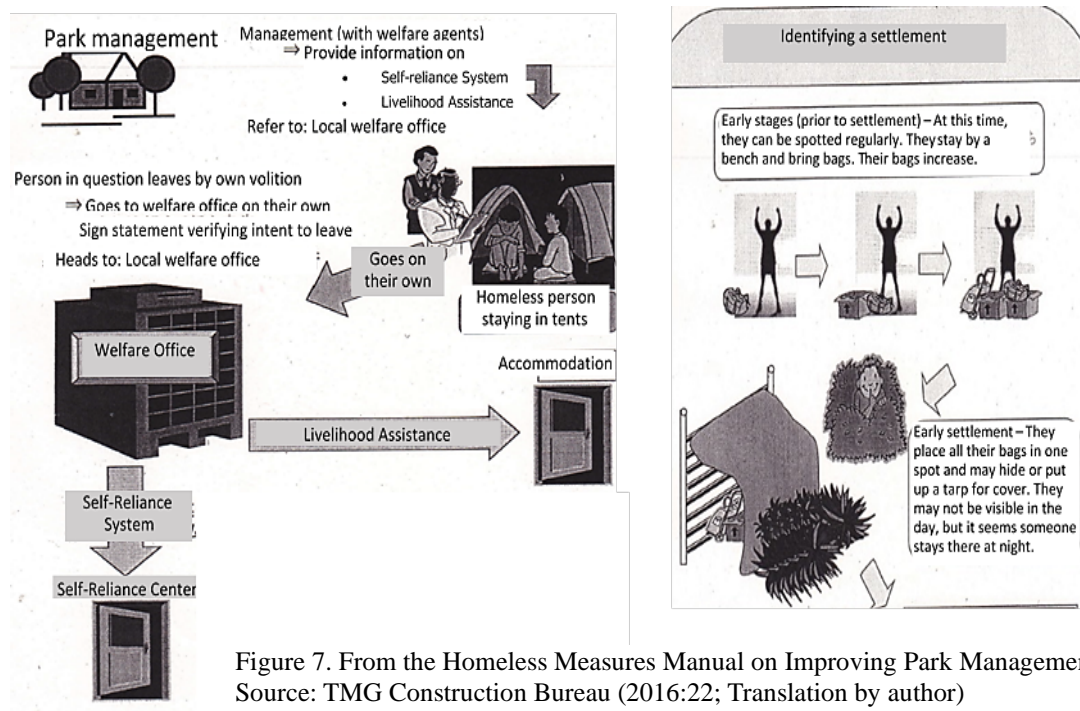 Park management
Management (with welfare agents)
⇒ Provide information on
• Self-reliance System
• Livelihood Assistance
Refer to: Local welfare office
Person in question leaves by own volition
⇒ Goes to welfare office on their own
Sign statement verifying intent to leave
Heads to: Local welfare office
Goes on
their own
Homeless person
staying in tents
Welfare Office
Accommodation
Livelihood Assistance
Self-Reliance
System
Self-Reliance Center
Identifying a settlement
Early stages (prior to settlement) – At this time,
they can be spotted regularly. They stay by a
bench and bring bags. Their bags increase.
Early settlement – They
place all their bags in one
spot and may hide or put
up a tarp for cover. They
may not be visible in the
day, but it seems someone
stays there at night.
Figure 7. From the Homeless Measures Manual on Improving Park Managemen
Source: TMG Construction Bureau (2016:22; Translation by author)